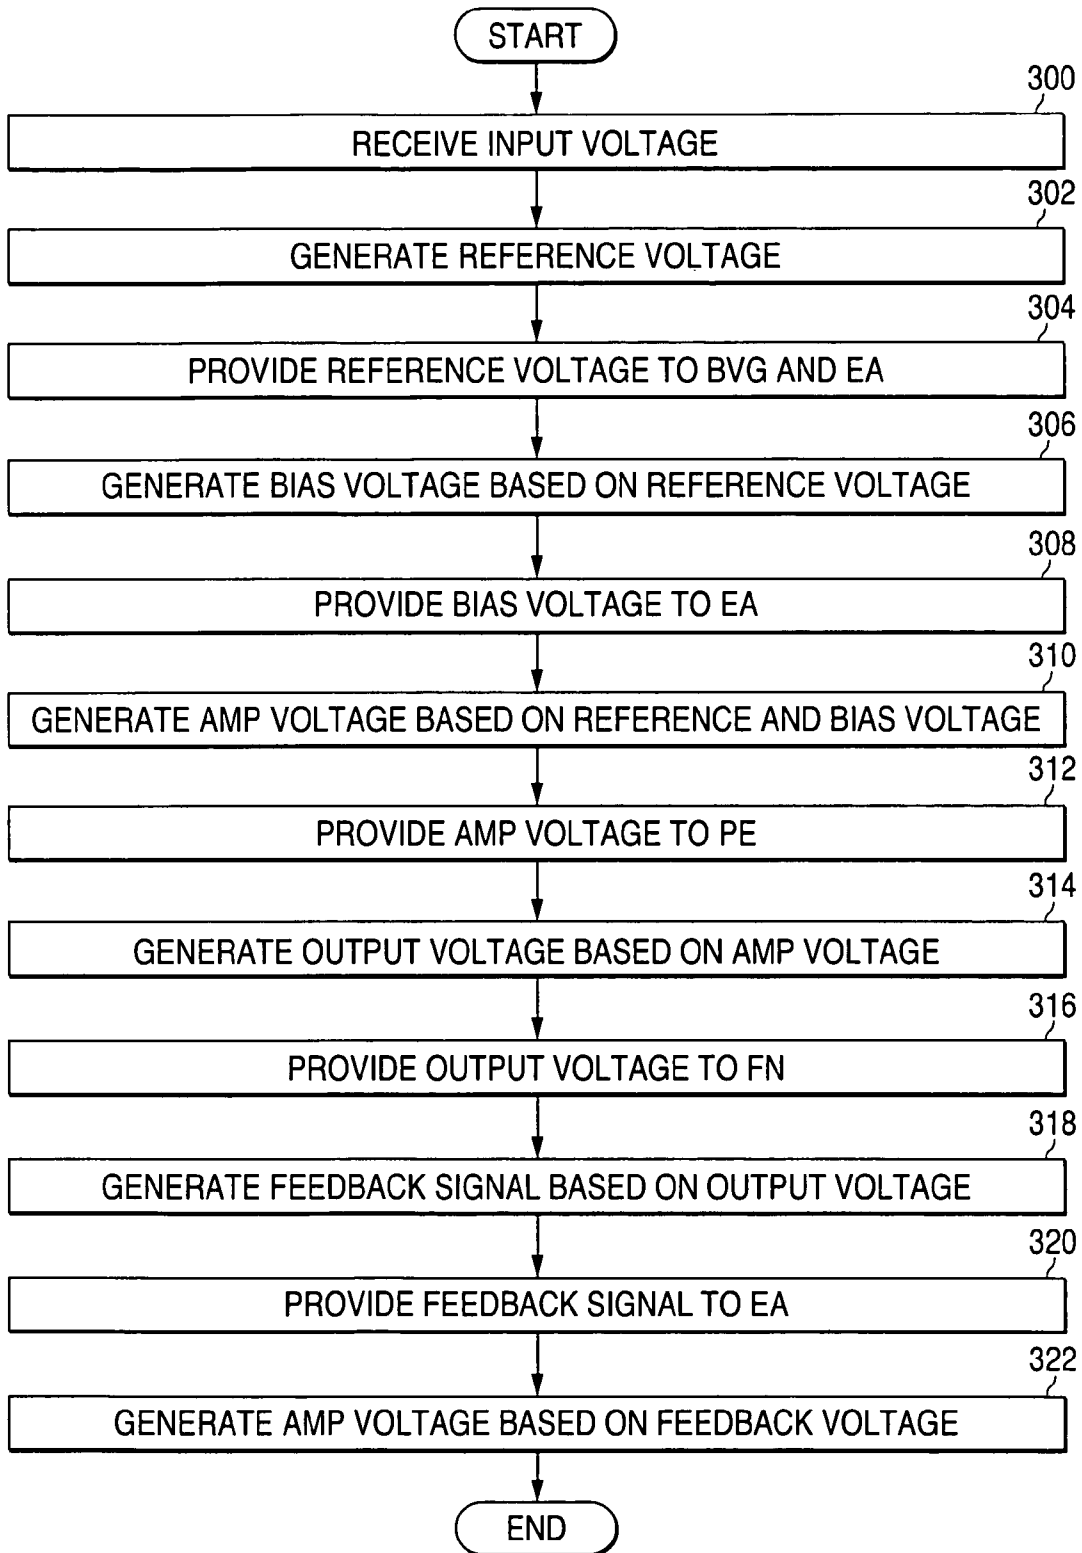 START
300
RECEIVE INPUT VOLTAGE
302
GENERATE REFERENCE VOLTAGE
304
PROVIDE REFERENCE VOLTAGE TO BVG AND EA
306
GENERATE BIAS VOLTAGE BASED ON REFERENCE VOLTAGE
308
PROVIDE BIAS VOLTAGE TO EA
310
GENERATE AMP VOLTAGE BASED ON REFERENCE AND BIAS VOLTAGE
312
PROVIDE AMP VOLTAGE TO PE
314
GENERATE OUTPUT VOLTAGE BASED ON AMP VOLTAGE
316
PROVIDE OUTPUT VOLTAGE TO FN
318
GENERATE FEEDBACK SIGNAL BASED ON OUTPUT VOLTAGE
320
PROVIDE FEEDBACK SIGNAL TO EA
322
GENERATE AMP VOLTAGE BASED ON FEEDBACK VOLTAGE
END